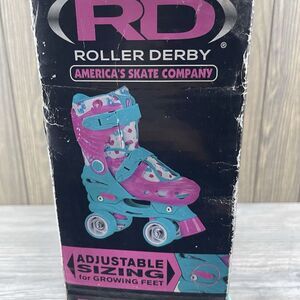 RD
ROLLER DERBY®
AMERICA'S SKATE COMPANY
ADJUSTABLE
SIZING
for GROWING FEET